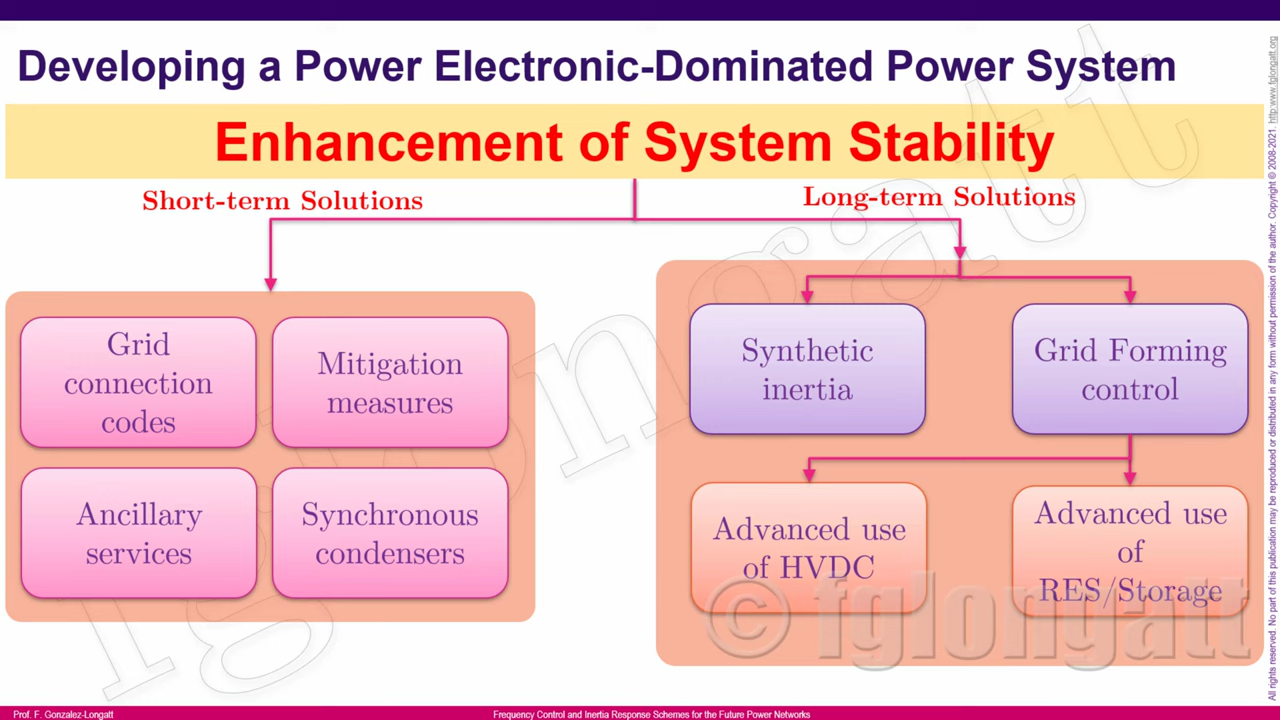 Developing a Power Electronic-Dominated Power System
Enhancement of System Stability
Short-term Solutions
Long-term Solutions
Grid
connection
codes
Mitigation
measures
Ancillary
services
Synchronous
condensers
Synthetic
inertia
Grid Forming
control
Advanced use
of HVDC
Advanced use
of
RES/Storage
© fglongatt
fglongatt
All rights reserved. No part of this publication may be reproduced or distributed in any form without permission of the author. Copyright © 2008-2021. http:www.fglongatt.org
Prof. F. Gonzalez-Longatt
Frequency Control and Inertia Response Schemes for the Future Power Networks